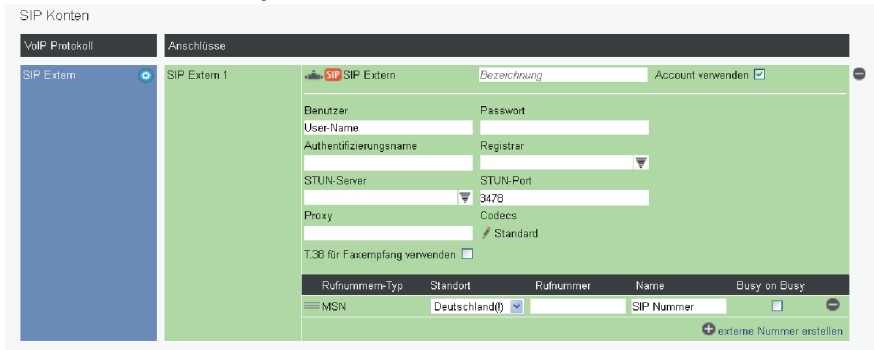 SIP Konten
VoIP Protokoll Anschlüsse
SIP Extern SIP Extern 1 SIP SIP Extern Bezeichnung Account verwenden
Benutzer Passwort
User-Name
Authentifizierungsname Registrar
STUN-Server STUN-Port
3478
Proxy Codecs
Standard
T.38 für Faxempfang verwenden
Rufnummern-Typ Standort Rufnummer Name Busy on Busy
MSN Deutschland(!) SIP Nummer
externe Nummer erstellen